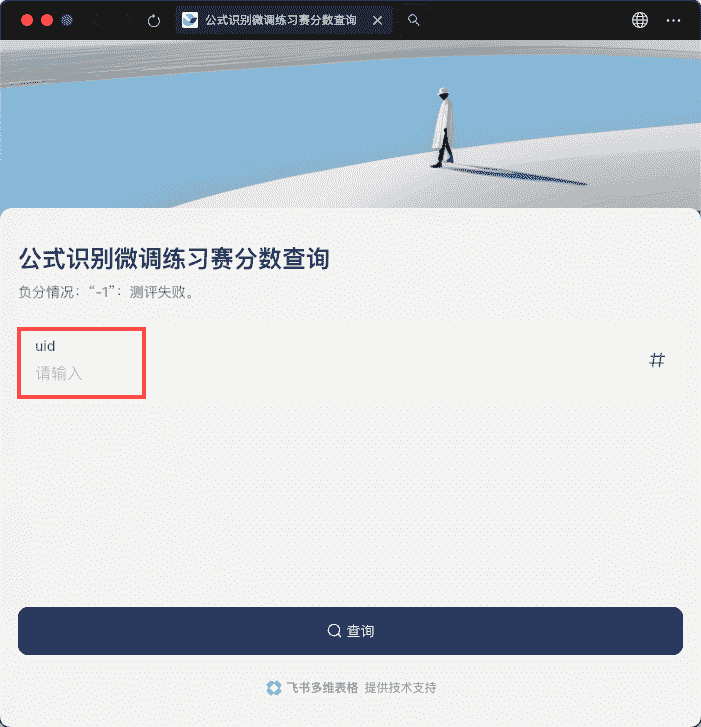 公式识别微调练习赛分数查询
公式识别微调练习赛分数查询
负分情况：“-1”：测评失败。
uid
请输入
#
查询
飞书多维表格 提供技术支持